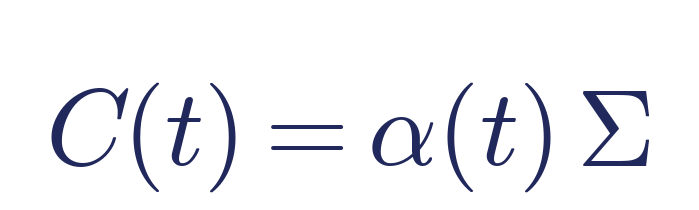 C(t) = α(t) Σ